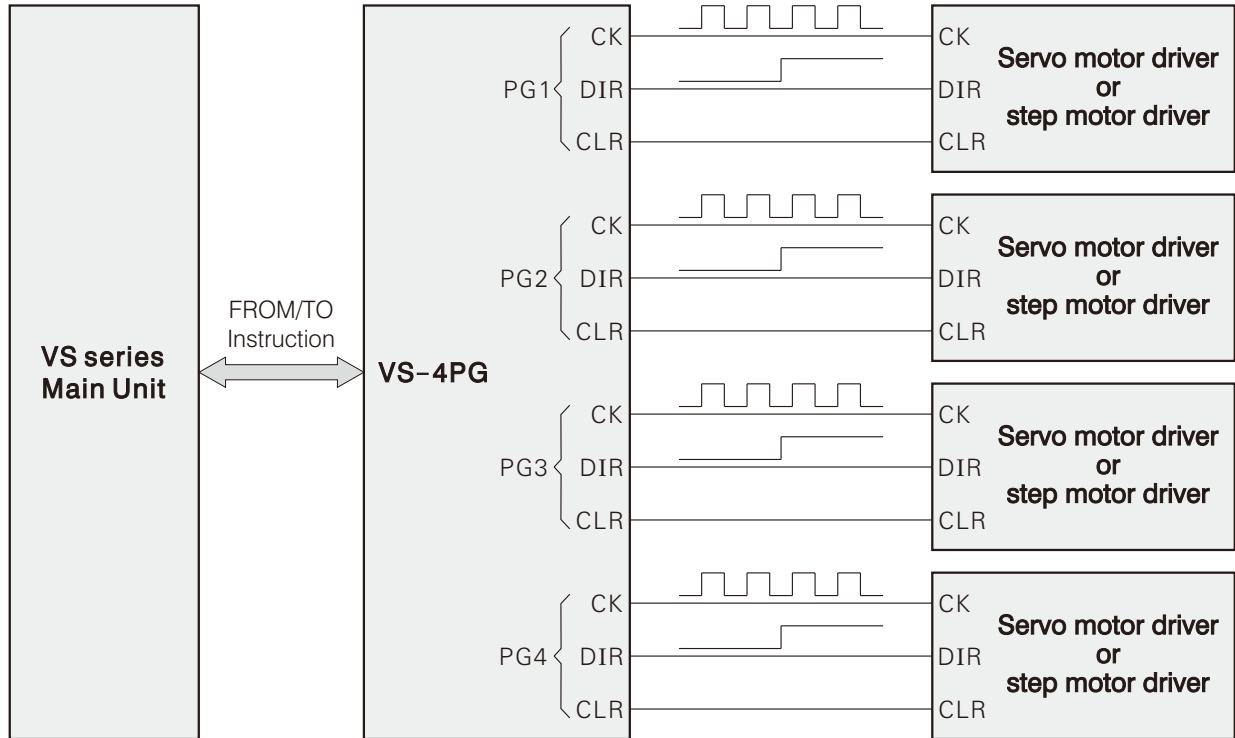 VS series
Main Unit
FROM/TO
Instruction
VS-4PG
PG1
CK
DIR
CLR
CK
DIR
CLR
Servo motor driver
or
step motor driver
PG2
CK
DIR
CLR
CK
DIR
CLR
Servo motor driver
or
step motor driver
PG3
CK
DIR
CLR
CK
DIR
CLR
Servo motor driver
or
step motor driver
PG4
CK
DIR
CLR
CK
DIR
CLR
Servo motor driver
or
step motor driver